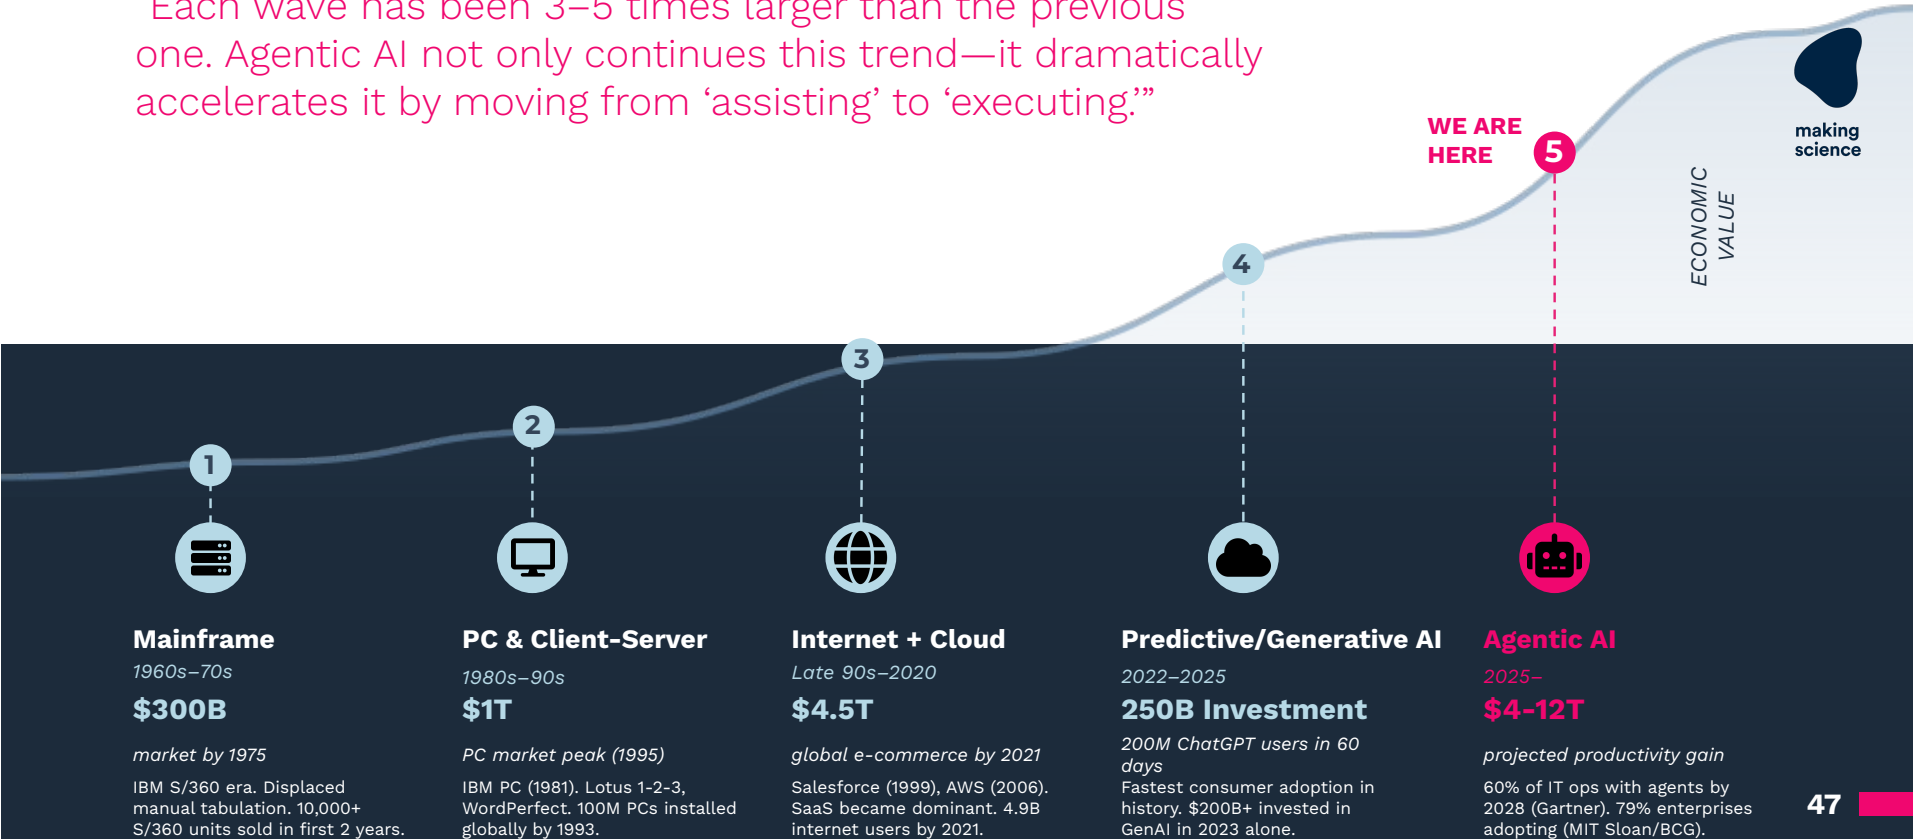 “Each wave has been 3–5 times larger than the previous
one. Agentic AI not only continues this trend—it dramatically
accelerates it by moving from ‘assisting’ to ‘executing.’”
making
science
WE ARE
HERE
5
ECONOMIC
VALUE
4
3
2
1
Mainframe
1960s–70s
$300B
market by 1975
IBM S/360 era. Displaced
manual tabulation. 10,000+
S/360 units sold in first 2 years.
PC & Client-Server
1980s–90s
$1T
PC market peak (1995)
IBM PC (1981). Lotus 1-2-3,
WordPerfect. 100M PCs installed
globally by 1993.
Internet + Cloud
Late 90s–2020
$4.5T
global e-commerce by 2021
Salesforce (1999), AWS (2006).
SaaS became dominant. 4.9B
internet users by 2021.
Predictive/Generative AI
2022–2025
250B Investment
200M ChatGPT users in 60
days
Fastest consumer adoption in
history. $200B+ invested in
GenAI in 2023 alone.
Agentic AI
2025–
$4-12T
projected productivity gain
60% of IT ops with agents by
2028 (Gartner). 79% enterprises
adopting (MIT Sloan/BCG).
47